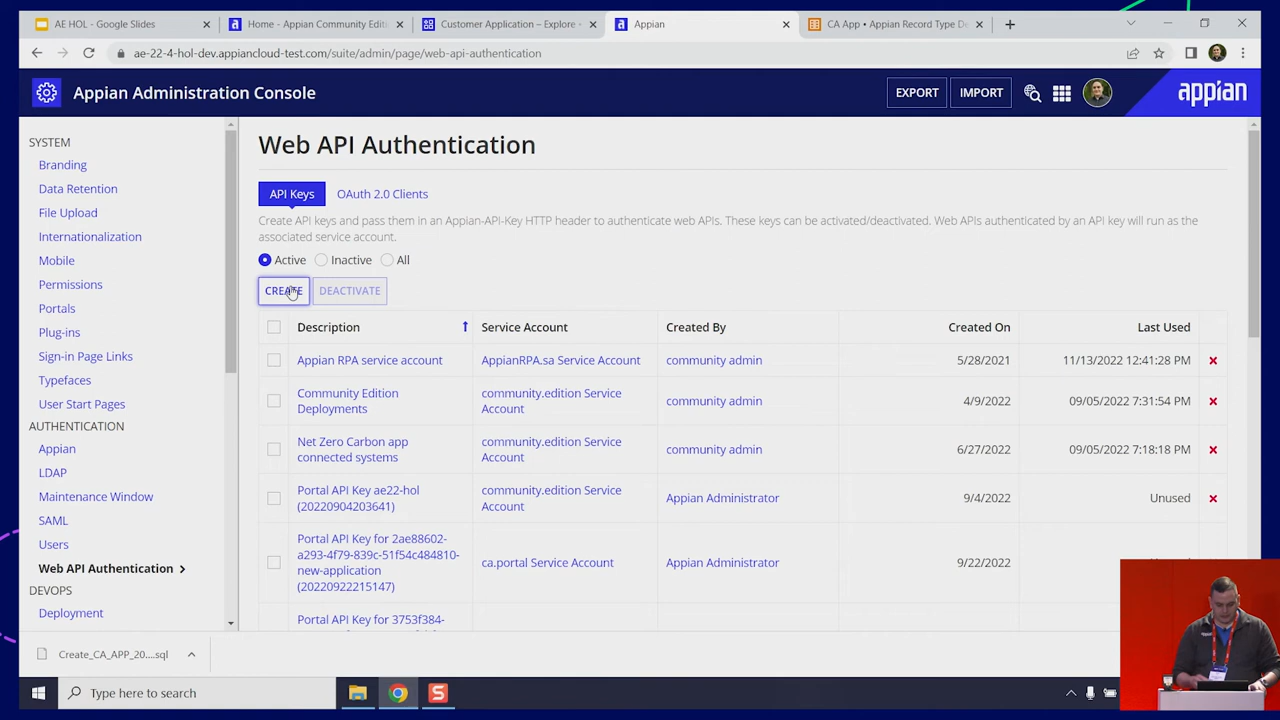 AE HOL - Google Slides
Home - Appian Community Editi
Customer Application – Explore
Appian
CA App • Appian Record Type De
ae-22-4-hol-dev.appiancloud-test.com/suite/admin/page/web-api-authentication
Appian Administration Console
EXPORT
IMPORT
appian
SYSTEM
Branding
Data Retention
File Upload
Internationalization
Mobile
Permissions
Portals
Plug-ins
Sign-in Page Links
Typefaces
User Start Pages
AUTHENTICATION
Appian
LDAP
Maintenance Window
SAML
Users
Web API Authentication
DEVOPS
Deployment
Web API Authentication
API Keys
OAuth 2.0 Clients
Create API keys and pass them in an Appian-API-Key HTTP header to authenticate web APIs. These keys can be activated/deactivated. Web APIs authenticated by an API key will run as the
associated service account.
Active
Inactive
All
CREATE
DEACTIVATE
Description
Service Account
Created By
Created On
Last Used
Appian RPA service account
AppianRPA.sa Service Account
community admin
5/28/2021
11/13/2022 12:41:28 PM
Community Edition
Deployments
community.edition Service
Account
community admin
4/9/2022
09/05/2022 7:31:54 PM
Net Zero Carbon app
connected systems
community.edition Service
Account
community admin
6/27/2022
09/05/2022 7:18:18 PM
Portal API Key ae22-hol
(20220904203641)
community.edition Service
Account
Appian Administrator
9/4/2022
Unused
Portal API Key for 2ae88602-
a293-4f79-839c-51f54c484810-
new-application
(20220922215147)
ca.portal Service Account
Appian Administrator
9/22/2022
Portal API Key for 3753f384-
Create_CA_APP_20....sql
Type here to search
appian